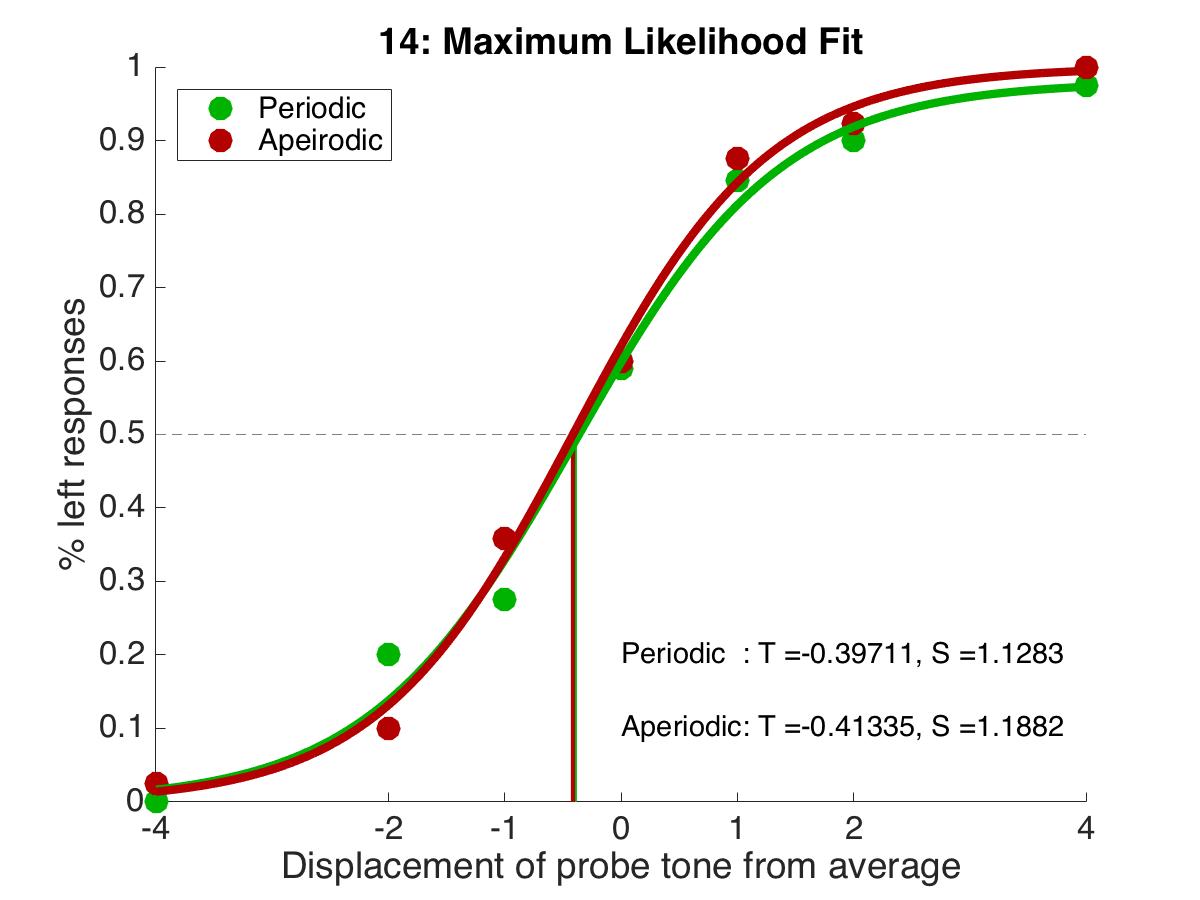 14: Maximum Likelihood Fit
1
Periodic
Apeirodic
0.9
0.8
0.7
0.6
0.5
0.4
0.3
0.2
0.1
0
% left responses
Periodic : T =-0.39711, S =1.1283
Aperiodic: T =-0.41335, S =1.1882
-4 -2 -1 0 1 2 4
Displacement of probe tone from average